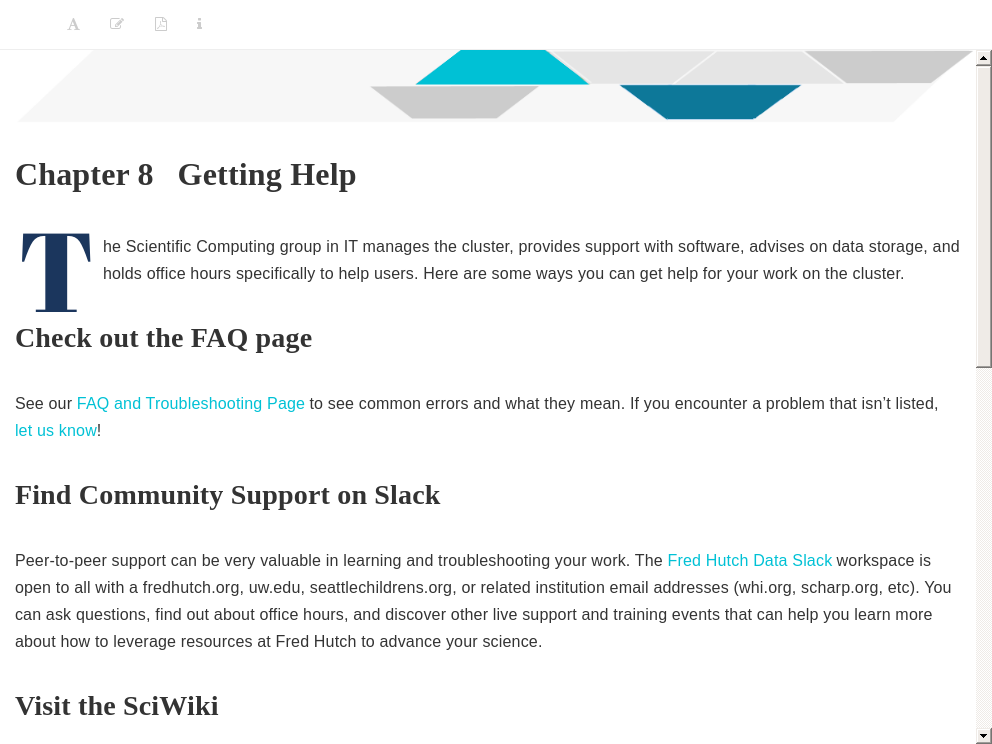 Chapter 8 Getting Help
The Scientific Computing group in IT manages the cluster, provides support with software, advises on data storage, and
holds office hours specifically to help users. Here are some ways you can get help for your work on the cluster.
Check out the FAQ page
See our FAQ and Troubleshooting Page to see common errors and what they mean. If you encounter a problem that isn’t listed,
let us know!
Find Community Support on Slack
Peer-to-peer support can be very valuable in learning and troubleshooting your work. The Fred Hutch Data Slack workspace is
open to all with a fredhutch.org, uw.edu, seattlechildrens.org, or related institution email addresses (whi.org, scharp.org, etc). You
can ask questions, find out about office hours, and discover other live support and training events that can help you learn more
about how to leverage resources at Fred Hutch to advance your science.
Visit the SciWiki